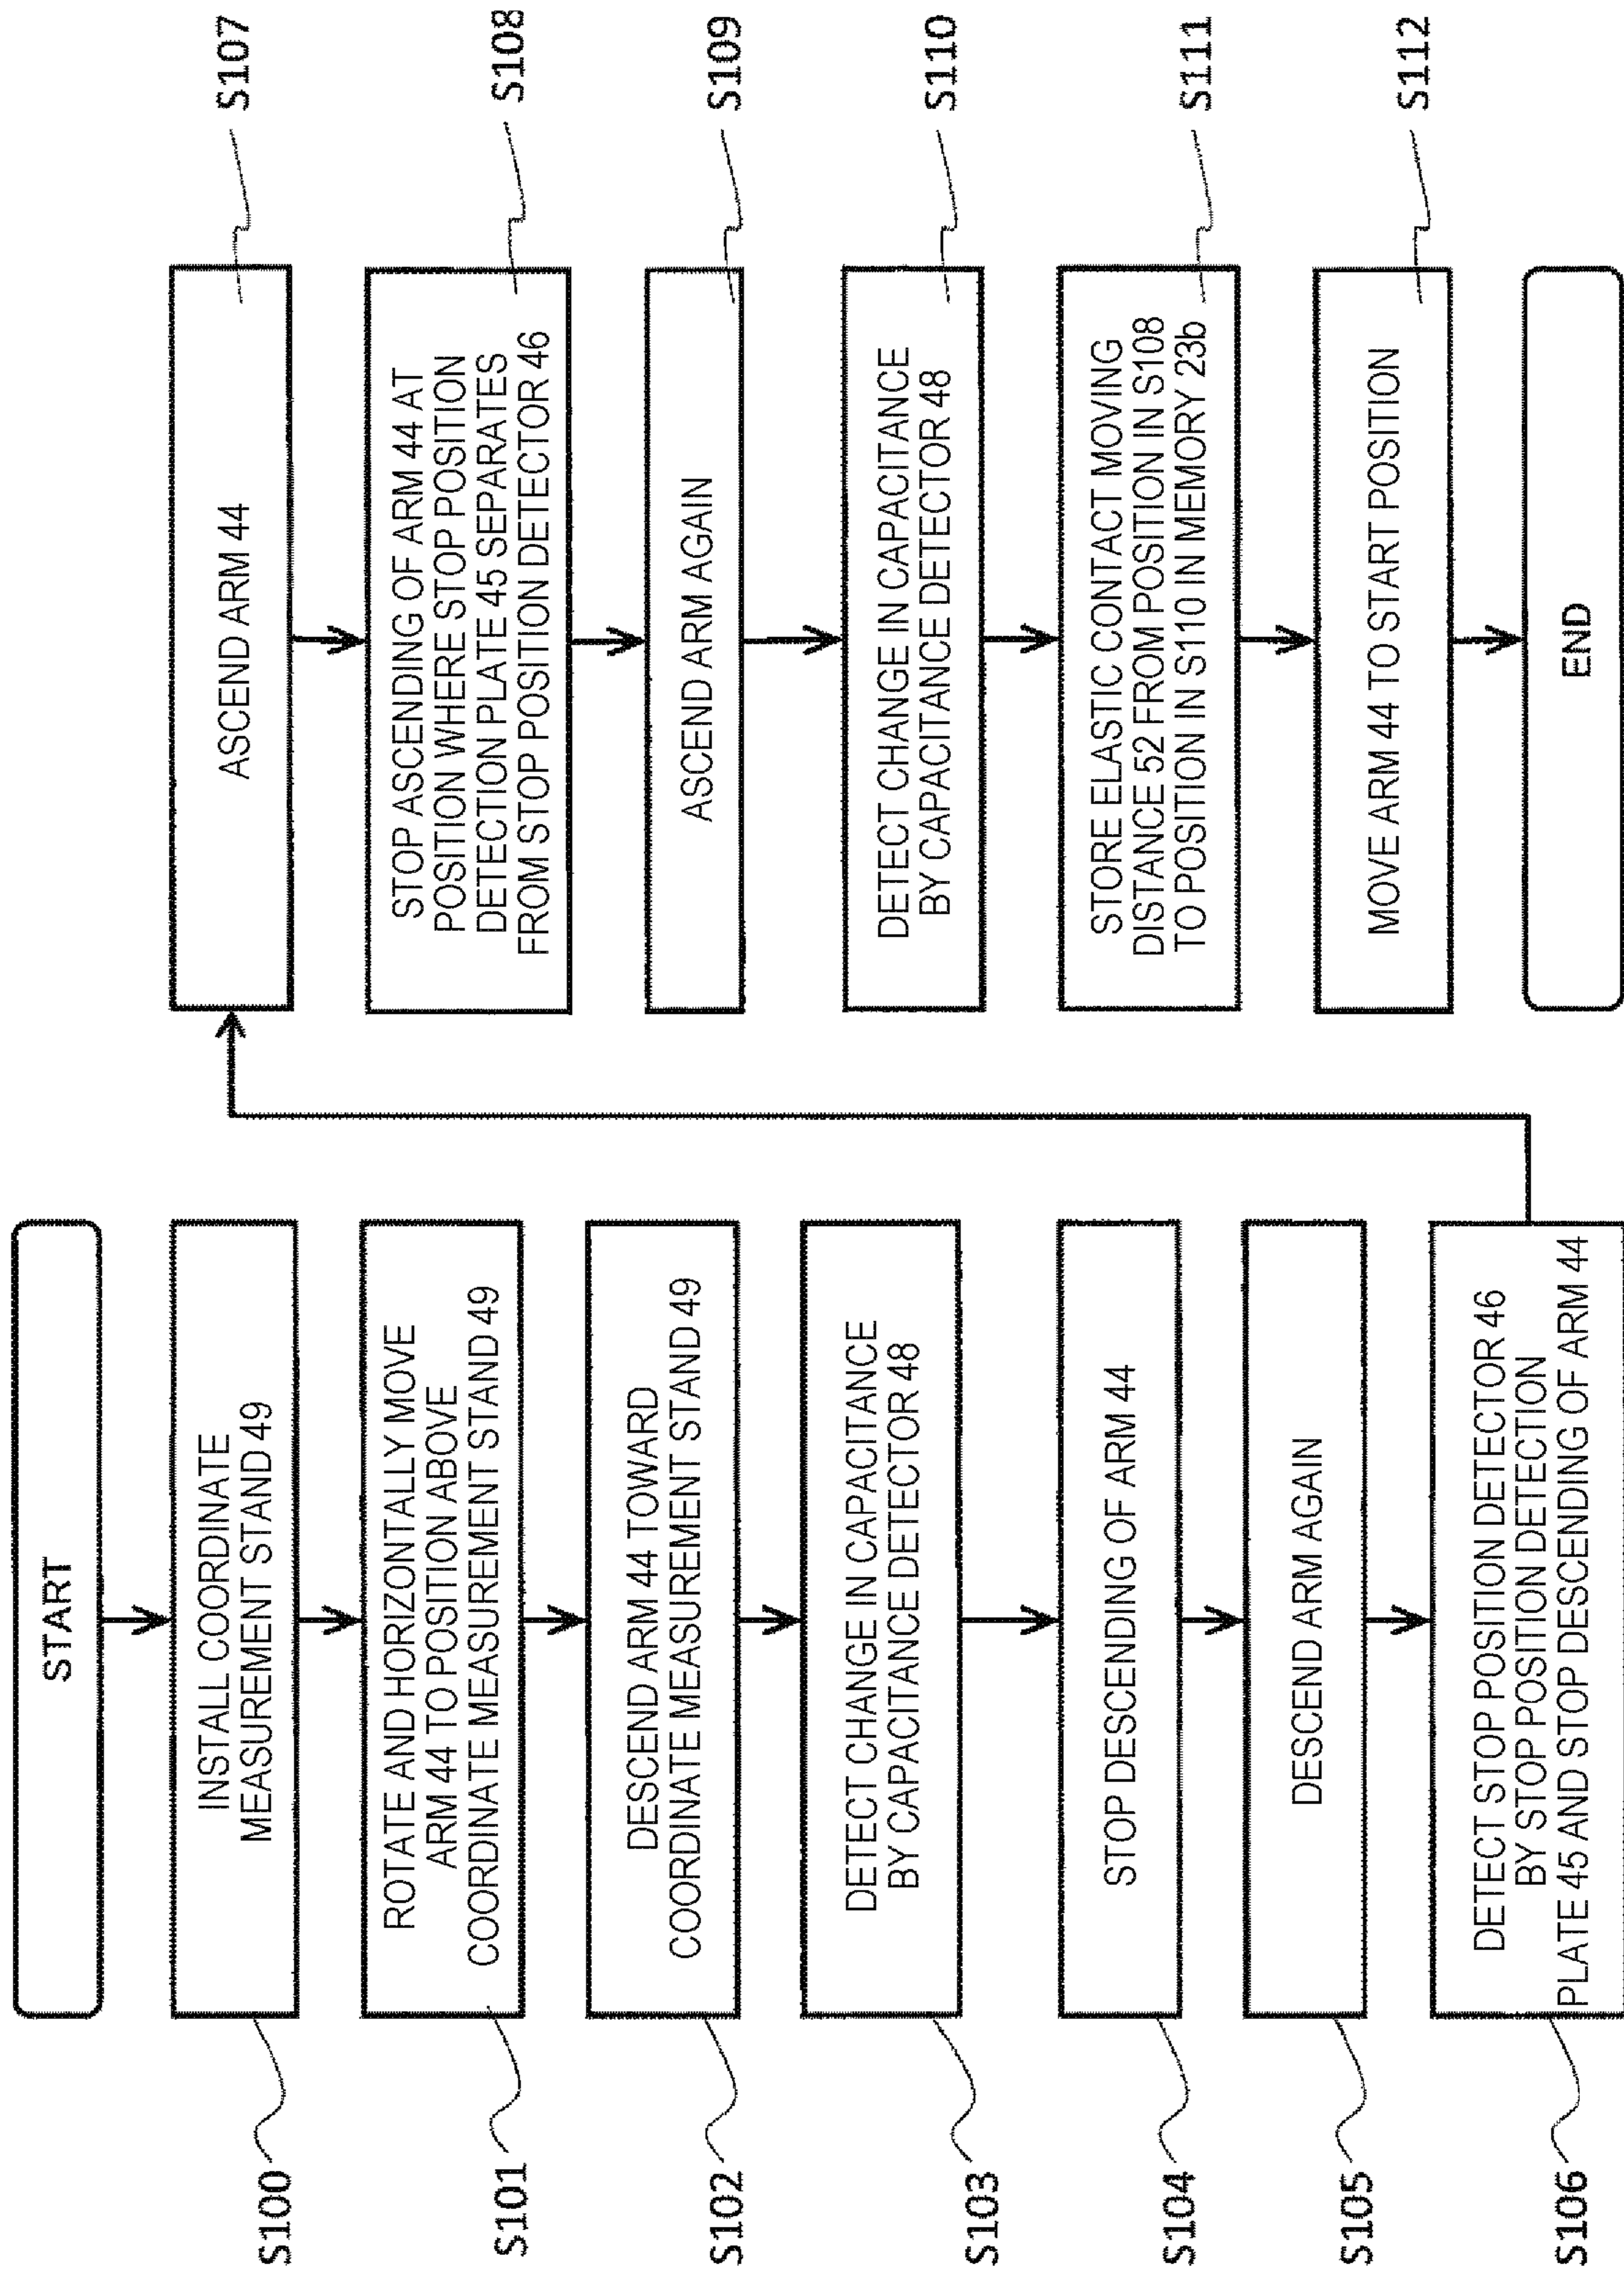 START
S100
INSTALL COORDINATE
MEASUREMENT STAND 49
S101
ROTATE AND HORIZONTALLY MOVE
ARM 44 TO POSITION ABOVE
COORDINATE MEASUREMENT STAND 49
S102
DESCEND ARM 44 TOWARD
COORDINATE MEASUREMENT STAND 49
S103
DETECT CHANGE IN CAPACITANCE
BY CAPACITANCE DETECTOR 48
S104
STOP DESCENDING OF ARM 44
S105
DESCEND ARM AGAIN
S106
DETECT STOP POSITION DETECTOR 46
BY STOP POSITION DETECTION
PLATE 45 AND STOP DESCENDING OF ARM 44
ASCEND ARM 44
S107
STOP ASCENDING OF ARM 44 AT
POSITION WHERE STOP POSITION
DETECTION PLATE 45 SEPARATES
FROM STOP POSITION DETECTOR 46
S108
ASCEND ARM AGAIN
S109
DETECT CHANGE IN CAPACITANCE
BY CAPACITANCE DETECTOR 48
S110
STORE ELASTIC CONTACT MOVING
DISTANCE 52 FROM POSITION IN S108
TO POSITION IN S110 IN MEMORY 23b
S111
MOVE ARM 44 TO START POSITION
S112
END